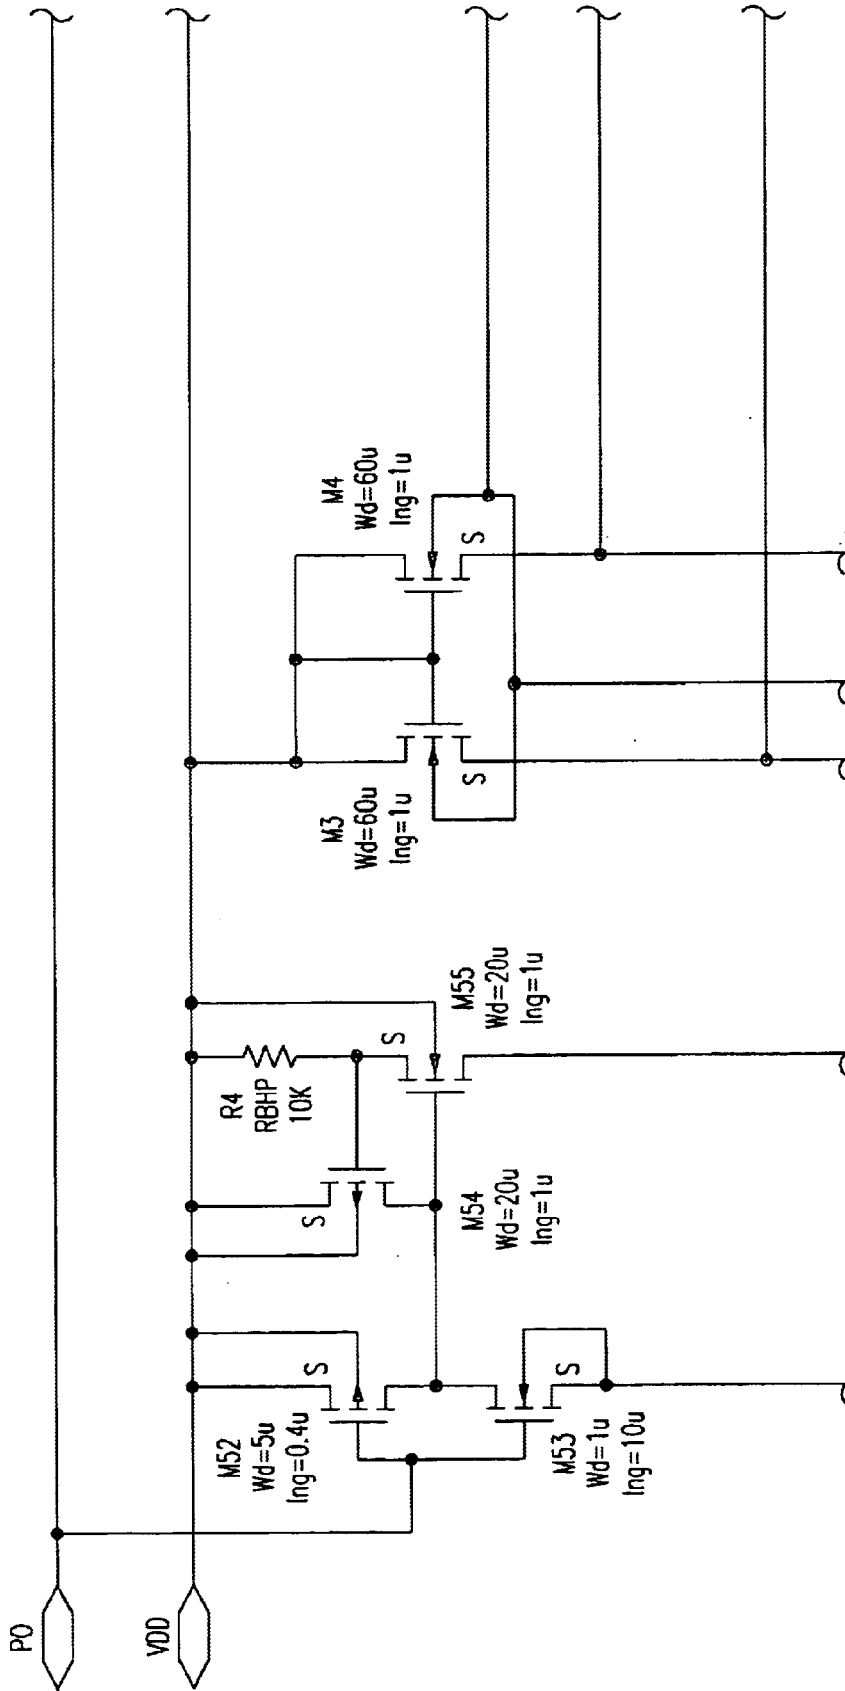 PO
VDD
M52
Wd=5u
lng=0.4u
S
M53
Wd=1u
lng=10u
S
S
M54
Wd=20u
lng=1u
R4
RBHP
10K
S
M55
Wd=20u
lng=1u
M3
Wd=60u
lng=1u
S
M4
Wd=60u
lng=1u
S